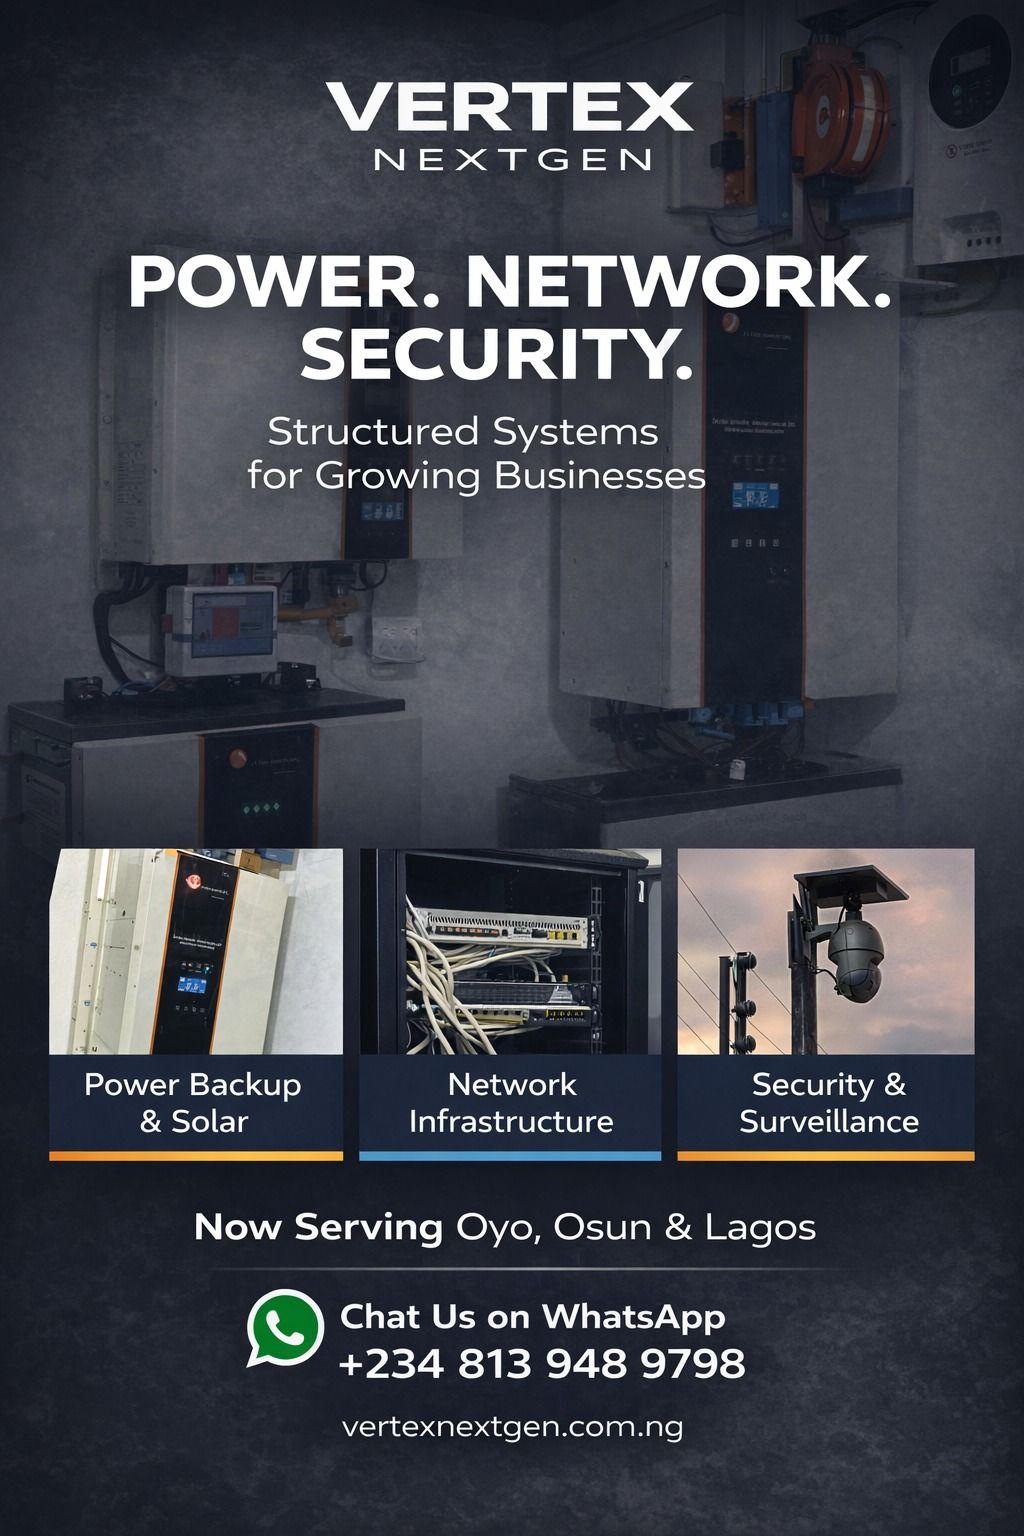 VERTEX
NEXTGEN
POWER. NETWORK.
SECURITY.
Structured Systems
for Growing Businesses
Power Backup
& Solar
Network
Infrastructure
Security &
Surveillance
Now Serving Oyo, Osun & Lagos
Chat Us on WhatsApp
+234 813 948 9798
vertexnextgen.com.ng